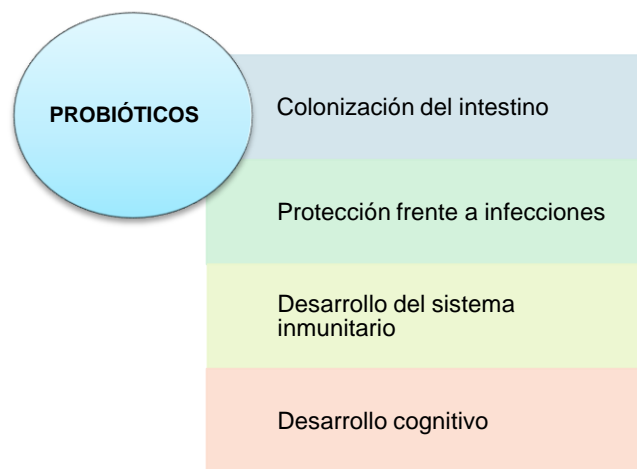 PROBIÓTICOS
Colonización del intestino
Protección frente a infecciones
Desarrollo del sistema
inmunitario
Desarrollo cognitivo